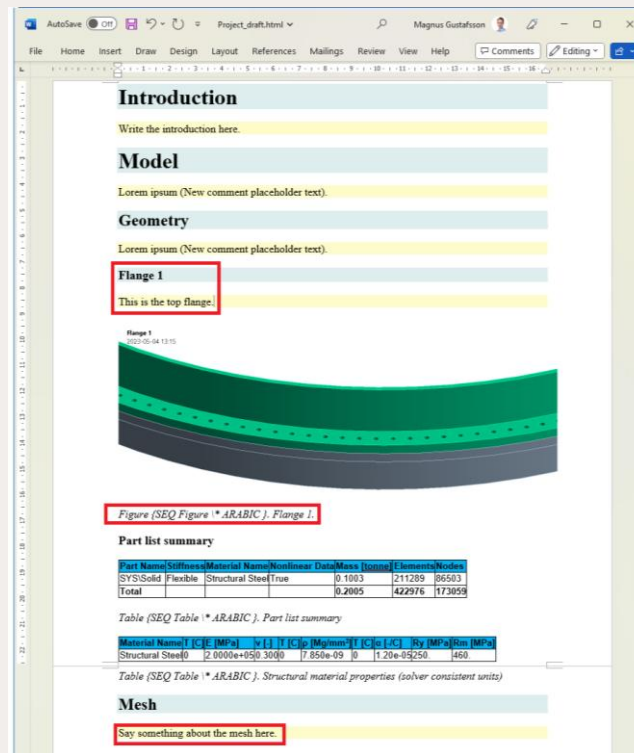 AutoSave Off Project_draft.html Magnus Gustafsson
File Home Insert Draw Design Layout References Mailings Review View Help Comments Editing
Introduction
Write the introduction here.
Model
Lorem ipsum (New comment placeholder text).
Geometry
Lorem ipsum (New comment placeholder text).
Flange 1
This is the top flange.
Flange 1
2023-05-04 13:15
Figure {SEQ Figure \* ARABIC }. Flange 1.
Part list summary
Part Name Stiffness Material Name Nonlinear Data Mass [tonne] Elements Nodes
SYS\Solid Flexible Structural Steel True 0.1003 211289 86503
Total 0.2005 422976 173059
Table {SEQ Table \* ARABIC }. Part list summary
Material Name T [C] E [MPa] ν [-] T [C] ρ [Mg/mm³] T [C] α [-/C] Ry [MPa] Rm [MPa]
Structural Steel 0 2.0000e+05 0.300 0 7.850e-09 0 1.20e-05 250. 460.
Table {SEQ Table \* ARABIC }. Structural material properties (solver consistent units)
Mesh
Say something about the mesh here.